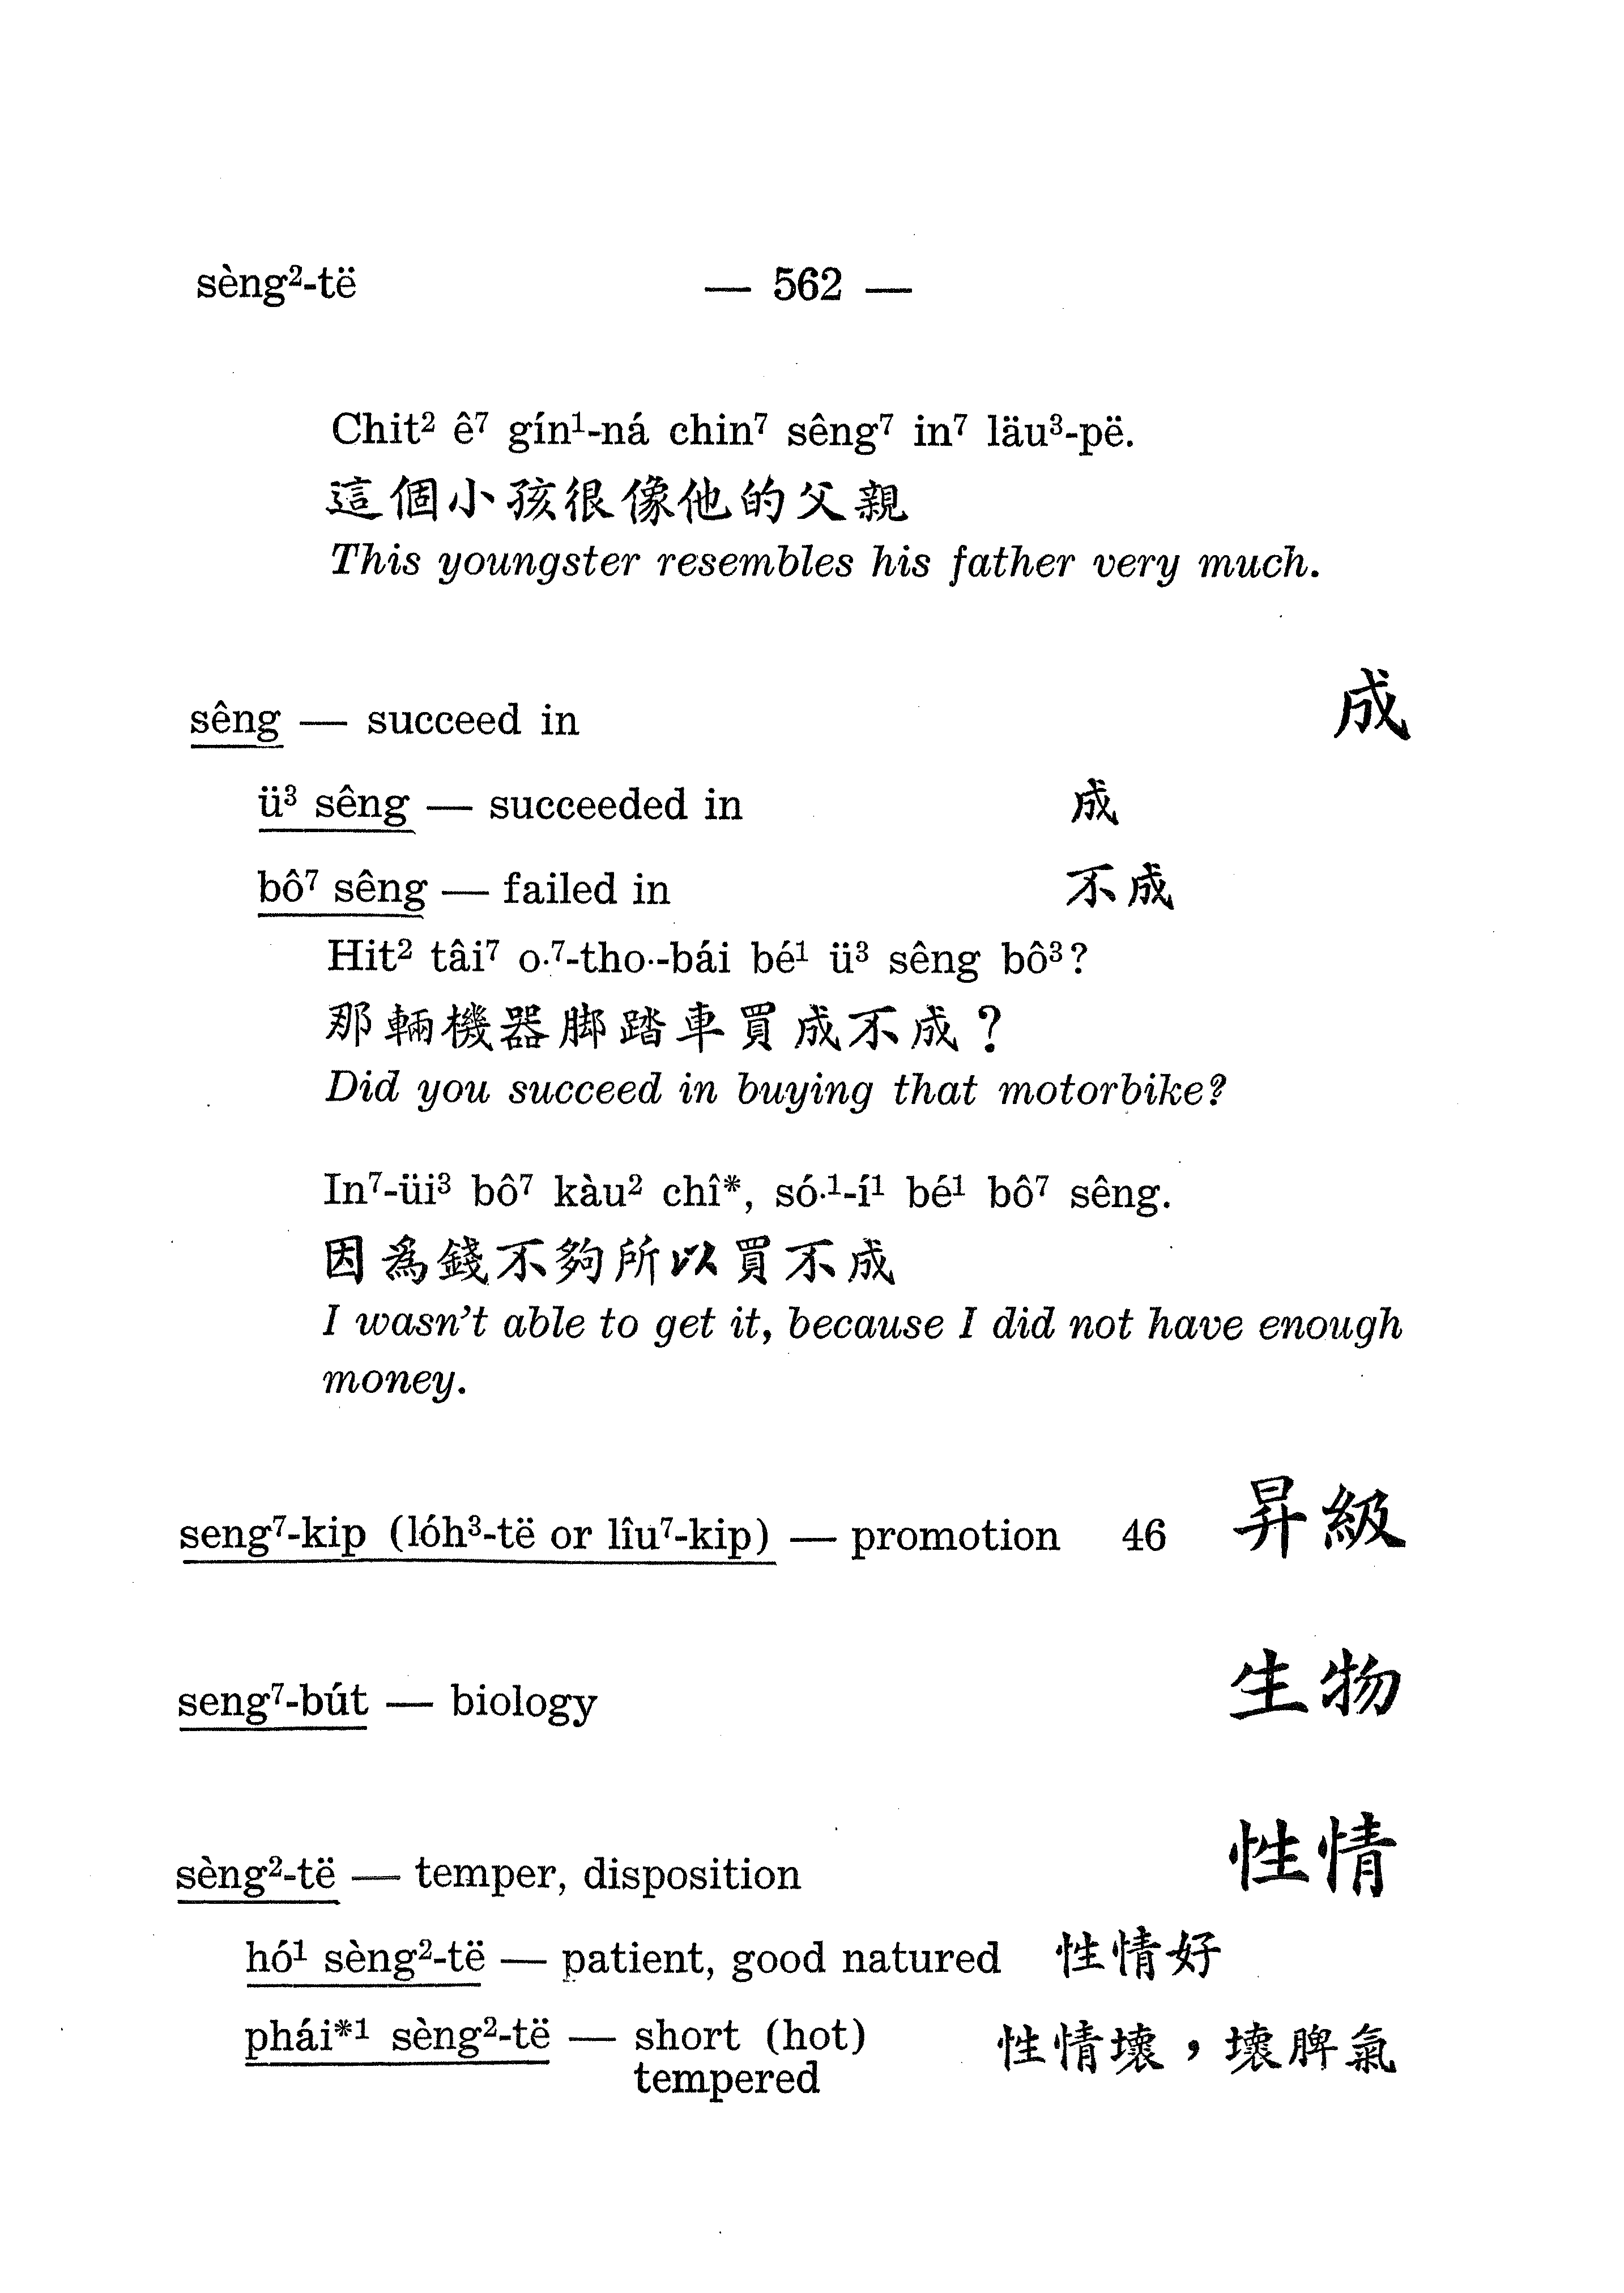 sèng²-të — 562 —
Chit² ê⁷ gín¹-ná chin⁷ sêng⁷ in⁷ läu³-pë.
這個小孩很像他的父親
This youngster resembles his father very much.
sêng — succeed in 成
ü³ sêng — succeeded in 成
bô⁷ sêng — failed in 不成
Hit² tâi⁷ o·⁷-tho·-bái bé¹ ü³ sêng bô³?
那輛機器脚踏車買成不成?
Did you succeed in buying that motorbike?
In⁷-üi³ bô⁷ kàu² chî*, só·¹-í¹ bé¹ bô⁷ sêng.
因為錢不夠所以買不成
I wasn't able to get it, because I did not have enough
money.
seng⁷-kip (lóh³-të or lîu⁷-kip) — promotion 46 昇級
seng⁷-bút — biology 生物
sèng²-të — temper, disposition 性情
hó¹ sèng²-të — patient, good natured 性情好
phái*¹ sèng²-të — short (hot) 性情壞，壞脾氣
tempered